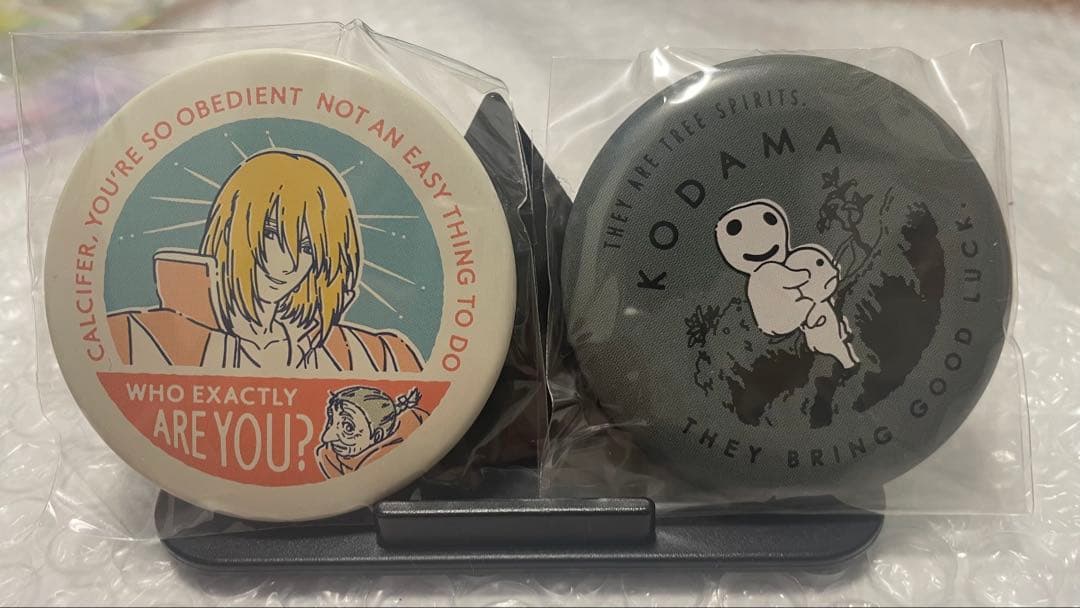 CALCIFER, YOU'RE SO OBEDIENT NOT AN EASY THING TO DO
WHO EXACTLY
ARE YOU?
THEY ARE TREE SPIRITS.
KODAMA
THEY BRING GOOD LUCK.